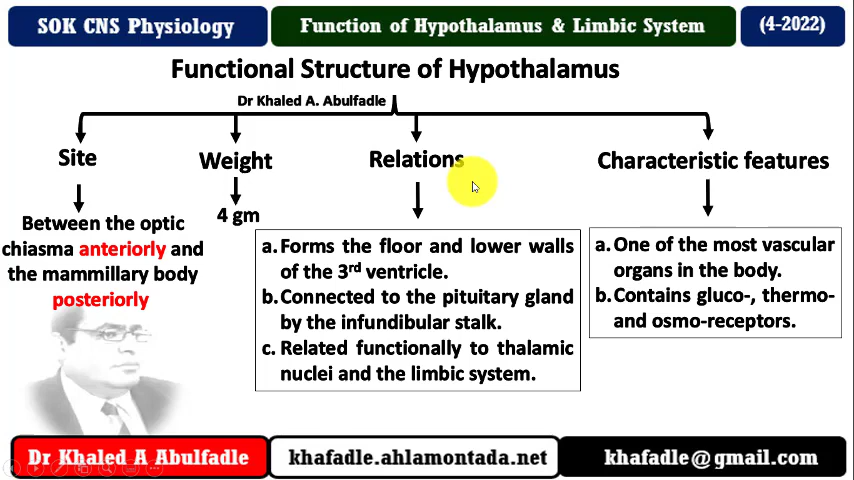 SOK CNS Physiology
Function of Hypothalamus & Limbic System
(4-2022)
Functional Structure of Hypothalamus
Dr Khaled A. Abulfadle
Site
Between the optic
chiasma anteriorly and
the mammillary body
posteriorly
Weight
4 gm
Relations
a. Forms the floor and lower walls
of the 3rd ventricle.
b. Connected to the pituitary gland
by the infundibular stalk.
c. Related functionally to thalamic
nuclei and the limbic system.
Characteristic features
a. One of the most vascular
organs in the body.
b. Contains gluco-, thermo-
and osmo-receptors.
Dr Khaled A Abulfadle
khafadle.ahlamontada.net
khafadle@gmail.com